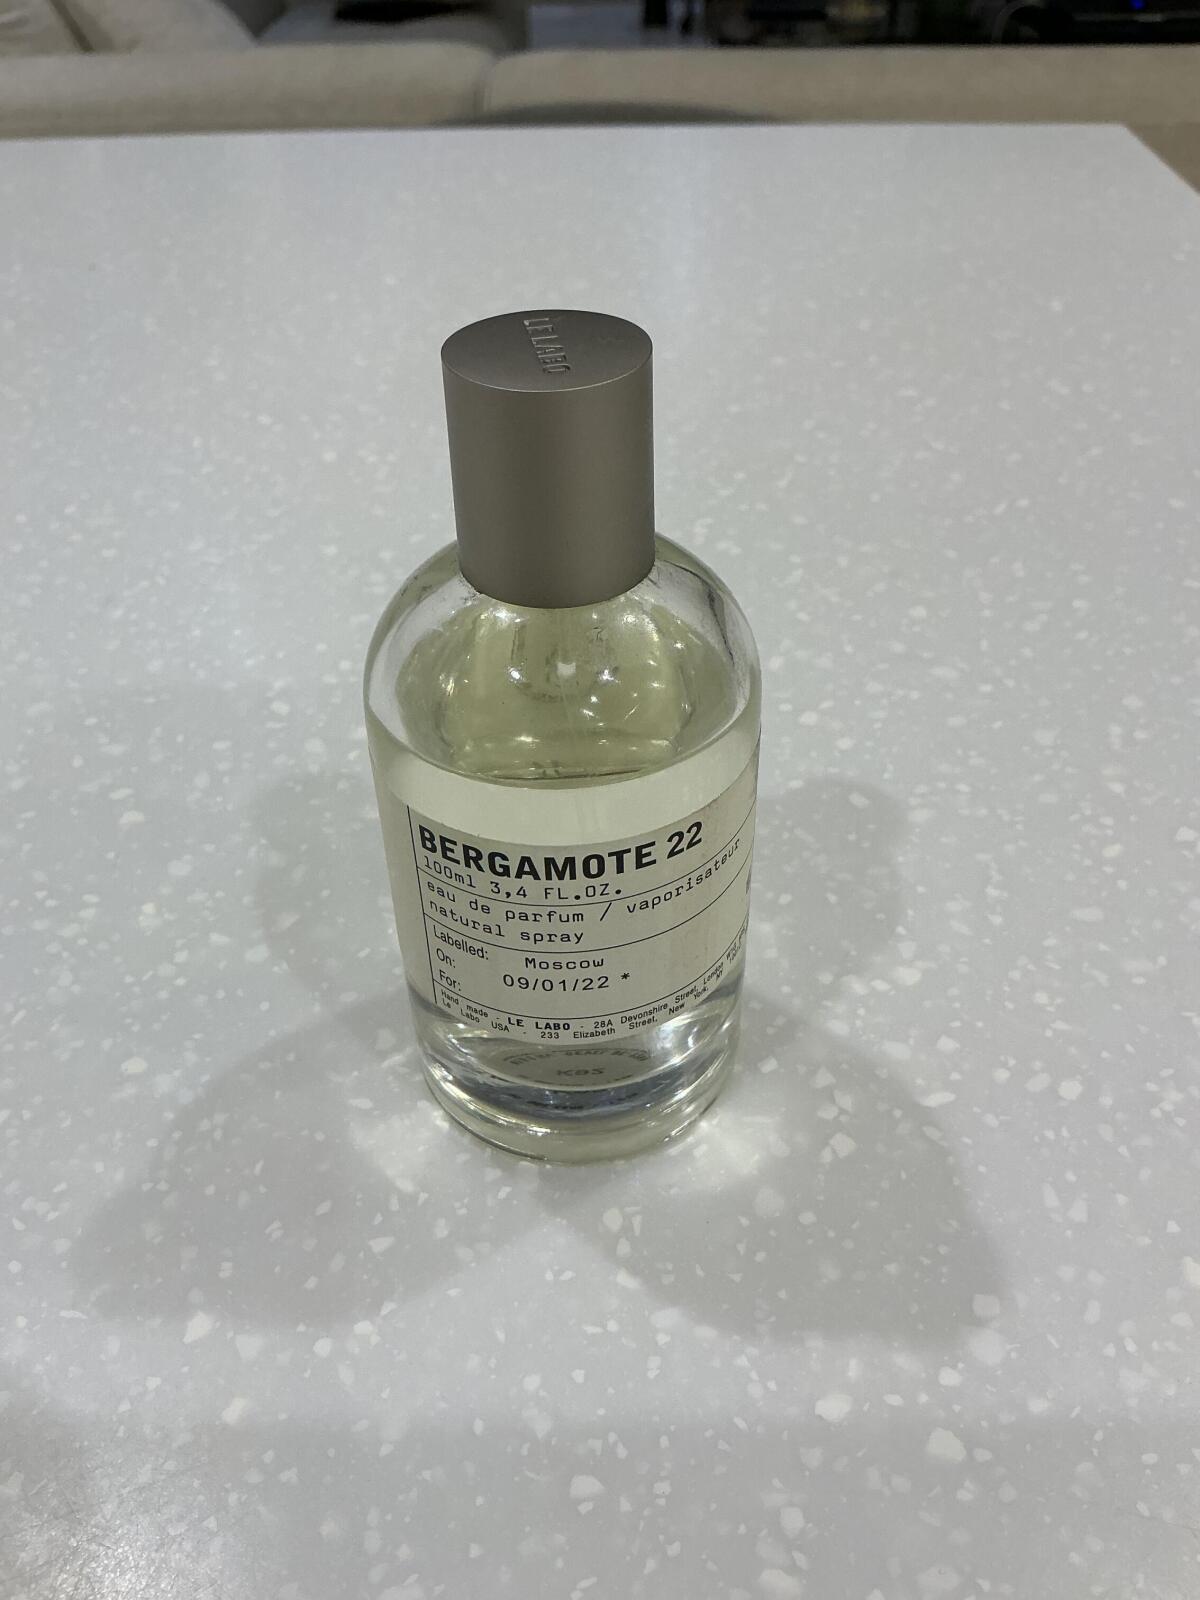 LE LABO
BERGAMOTE 22
100ml 3,4 FL.OZ.
eau de parfum / vaporisateur
natural spray
Labelled:
On: Moscow
For: 09/01/22 *
Hand made - LE LABO - 28A Devonshire Street, London
Le Labo USA - 233 Elizabeth Street, New York, NY